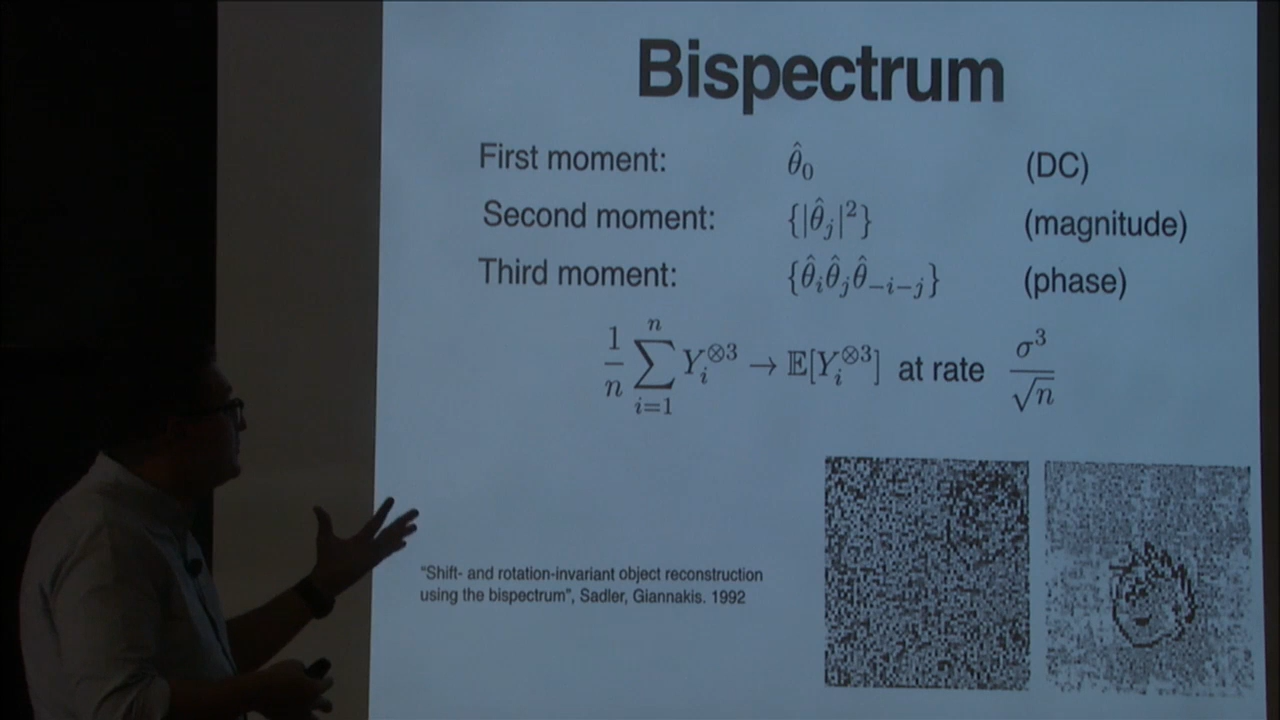 Bispectrum
First moment: θ̂₀ (DC)
Second moment: {|θ̂ⱼ|²} (magnitude)
Third moment: {θ̂ᵢθ̂ⱼθ̂₋ᵢ₋ⱼ} (phase)
1/n ∑ᵢ₌₁ⁿ Yᵢ^⊗3 → 𝔼[Yᵢ^⊗3] at rate σ³/√n
"Shift- and rotation-invariant object reconstruction
using the bispectrum", Sadler, Giannakis. 1992